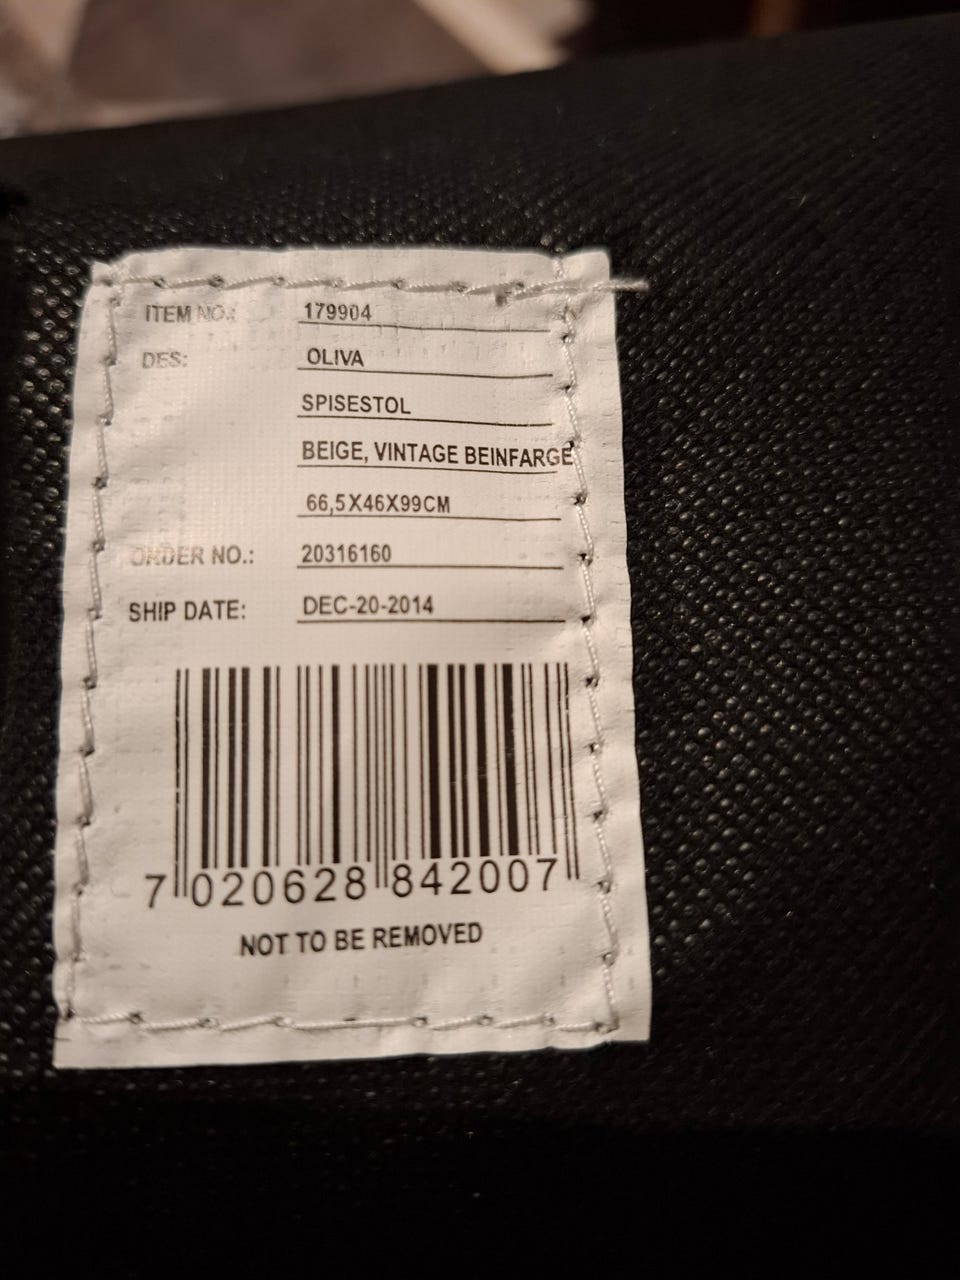 ITEM NO.: 179904
DES: OLIVA
SPISESTOL
BEIGE, VINTAGE BEINFARGE
66,5X46X99CM
ORDER NO.: 20316160
SHIP DATE: DEC-20-2014
7 020628 842007
NOT TO BE REMOVED